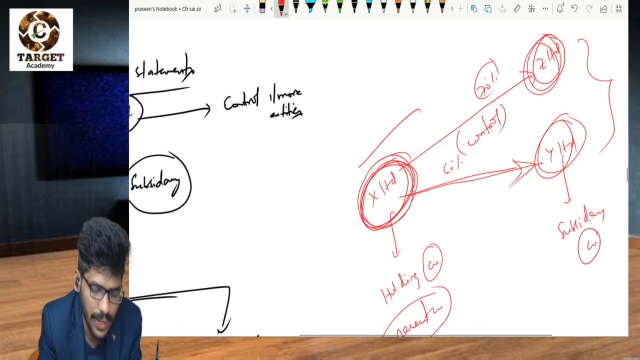 praveen's Notebook » Ch sai sir
C
TARGET
Academy
statements
Control 1/more
entities
Subsidiary
X ltd
20%
(control)
60%
Z ltd
Y ltd
Holding co
parent co
Subsidiary
co